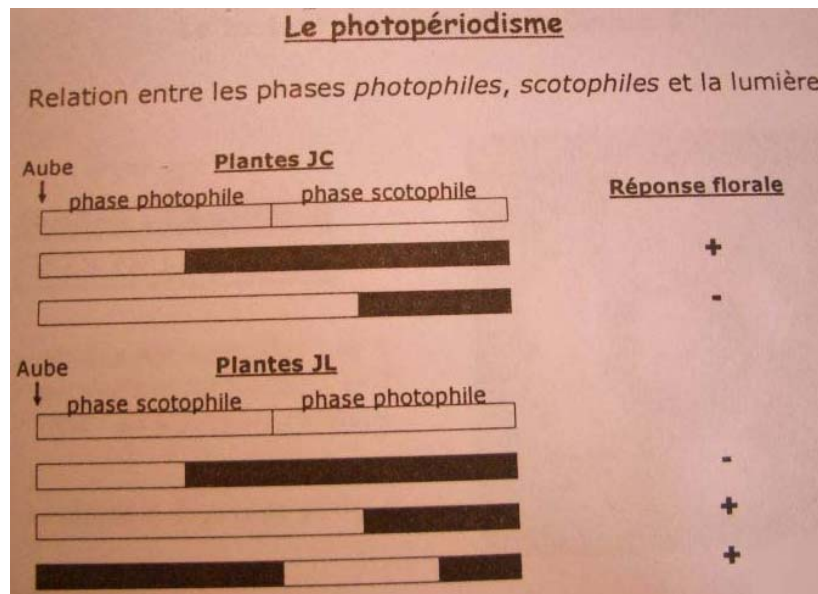 Le photopériodisme
Relation entre les phases photophiles, scotophiles et la lumière
Aube
Plantes JC
phase photophile
phase scotophile
Réponse florale
+
-
Aube
Plantes JL
phase scotophile
phase photophile
-
+
+